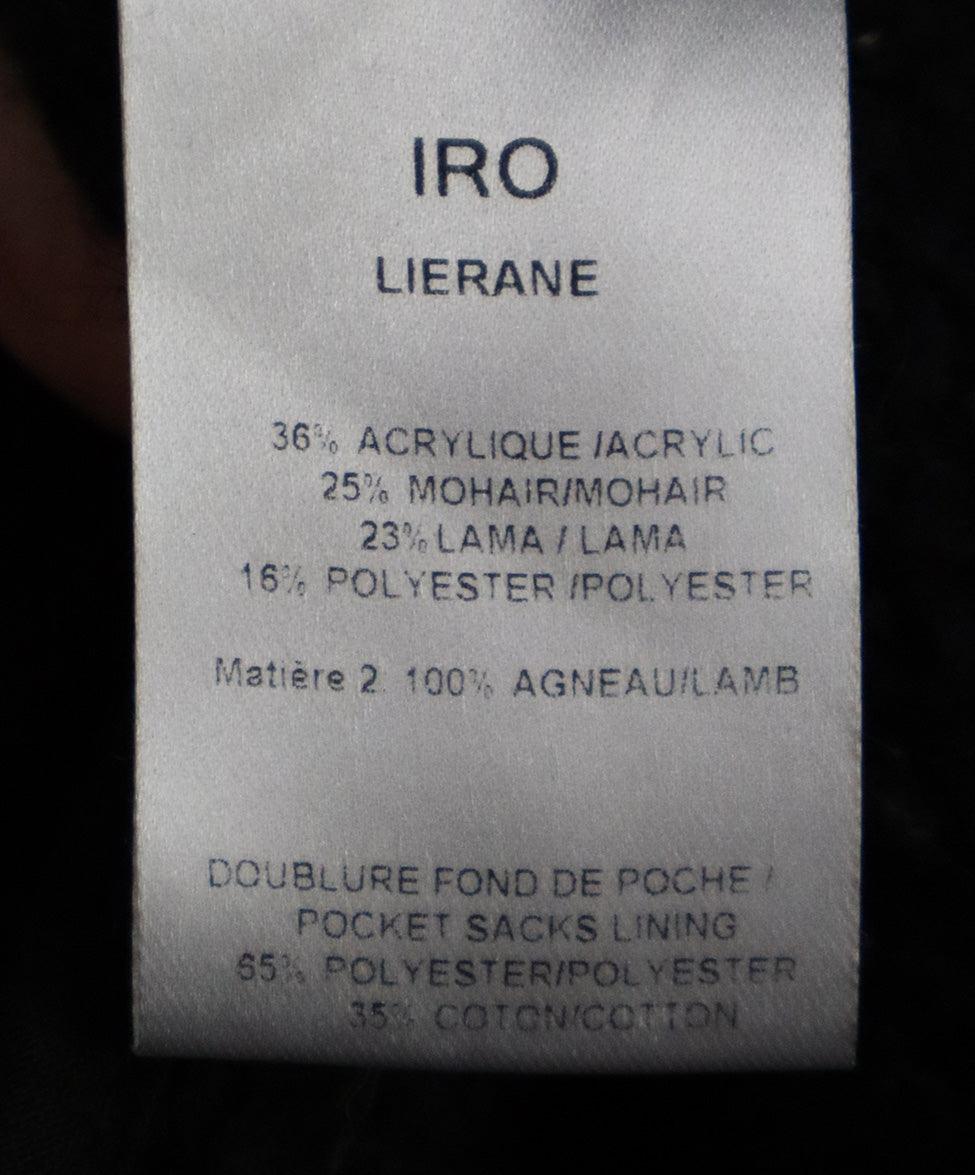 IRO
LIERANE
36% ACRYLIQUE /ACRYLIC
25% MOHAIR/MOHAIR
23% LAMA / LAMA
16% POLYESTER /POLYESTER
Matière 2 100% AGNEAU/LAMB
DOUBLURE FOND DE POCHE /
POCKET SACKS LINING
65% POLYESTER/POLYESTER
35% COTON/COTTON